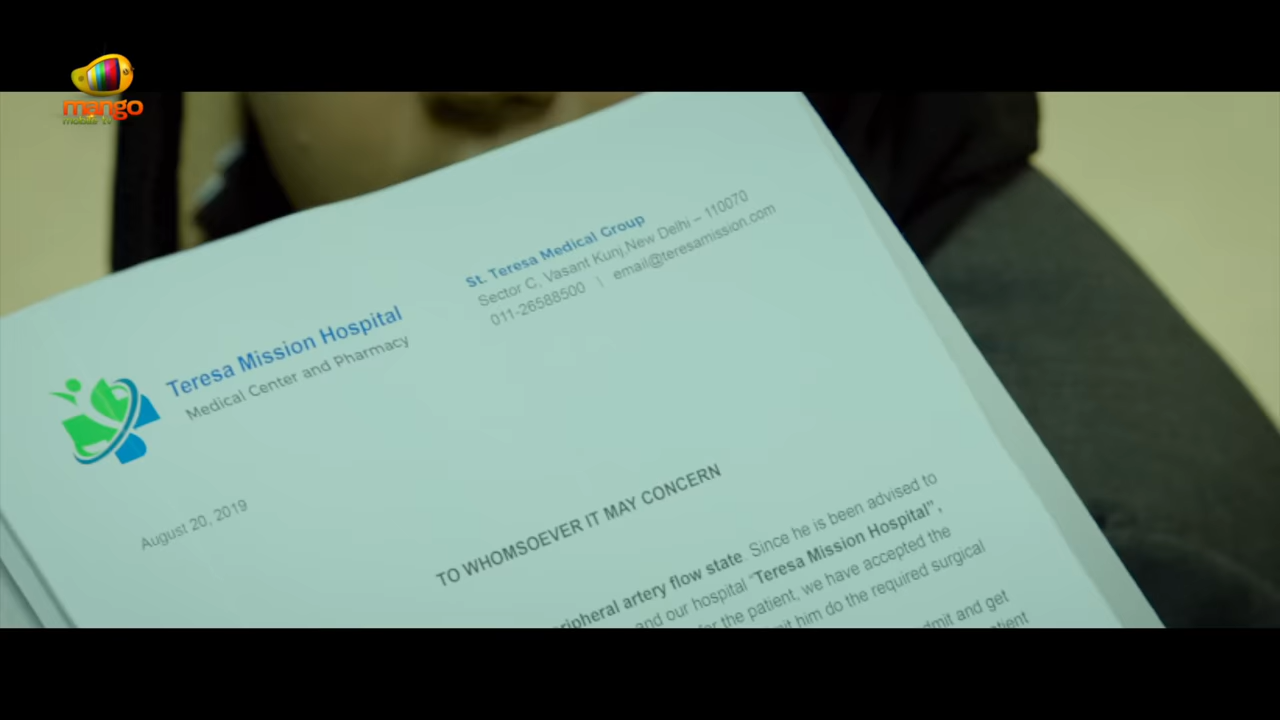 mango
mobile tv
St. Teresa Medical Group
Sector C, Vasant Kunj,New Delhi – 110070
011-26588500 | email@teresamission.com
Teresa Mission Hospital
Medical Center and Pharmacy
August 20, 2019
TO WHOMSOEVER IT MAY CONCERN
eripheral artery flow state. Since he is been advised to
and our hospital “Teresa Mission Hospital”,
for the patient, we have accepted the
him do the required surgical
admit and get